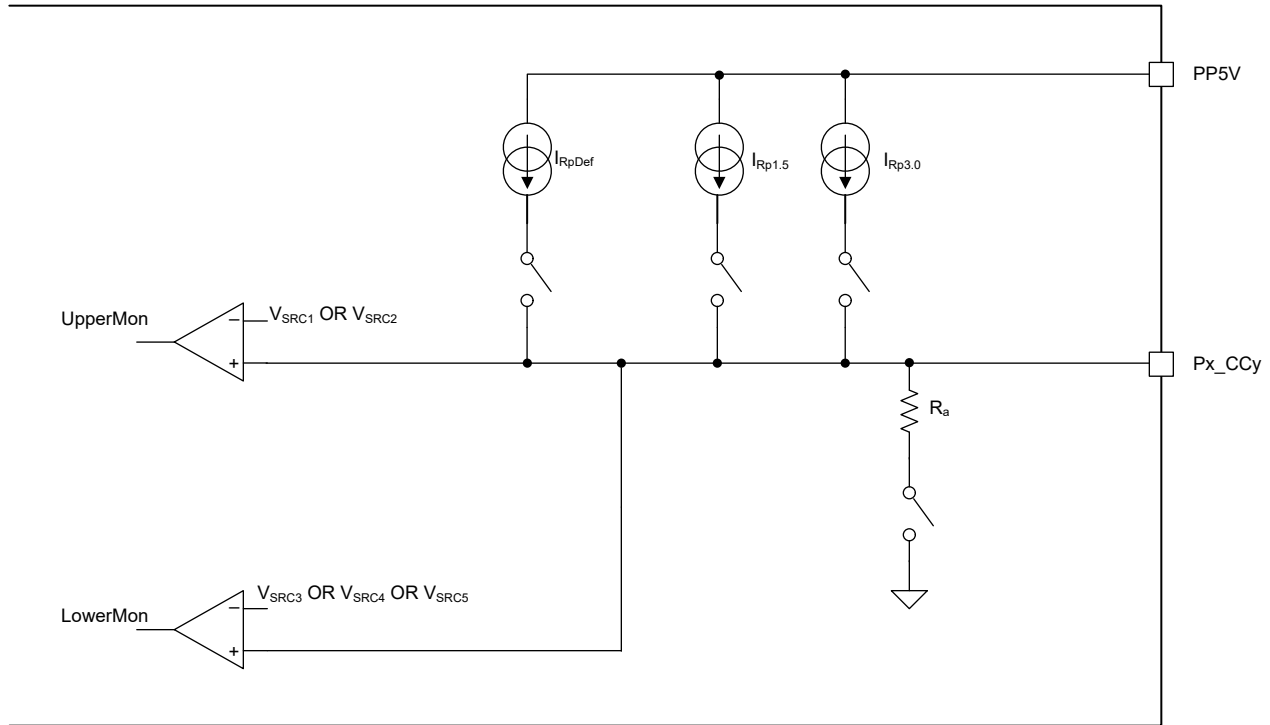 PP5V
I_RpDef
I_Rp1.5
I_Rp3.0
UpperMon
−
V_SRC1 OR V_SRC2
+
Px_CCy
R_a
LowerMon
−
V_SRC3 OR V_SRC4 OR V_SRC5
+